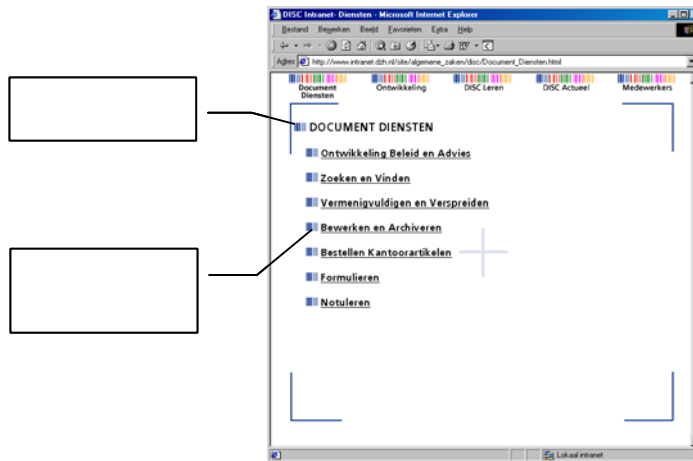 DISC Intranet- Diensten - Microsoft Internet Explorer
Bestand Bewerken Beeld Favorieten Extra Help
Adres http://www.intranet.dzh.nl/site/algemene_zaken/disc/Document_Diensten.html
Document Diensten Ontwikkeling DISC Leren DISC Actueel Medewerkers
DOCUMENT DIENSTEN
Ontwikkeling Beleid en Advies
Zoeken en Vinden
Vermenigvuldigen en Verspreiden
Bewerken en Archiveren
Bestellen Kantoorartikelen
Formulieren
Notuleren
Lokaal intranet